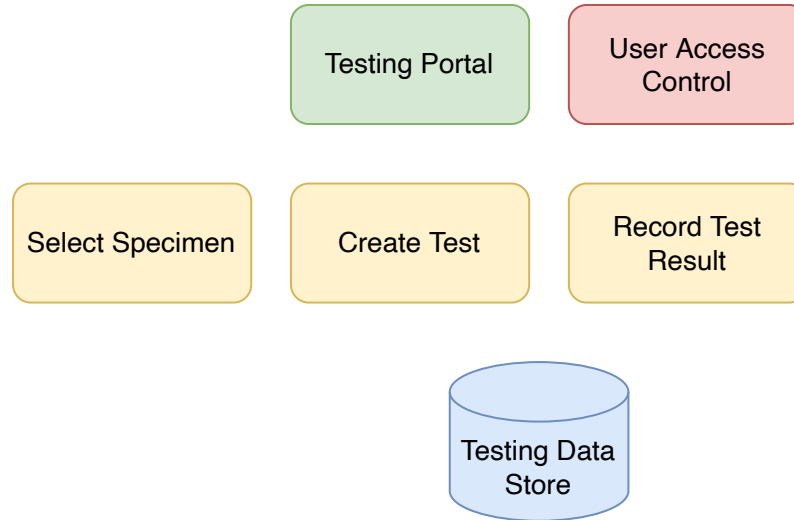 Testing Portal
User Access
Control
Select Specimen
Create Test
Record Test
Result
Testing Data
Store